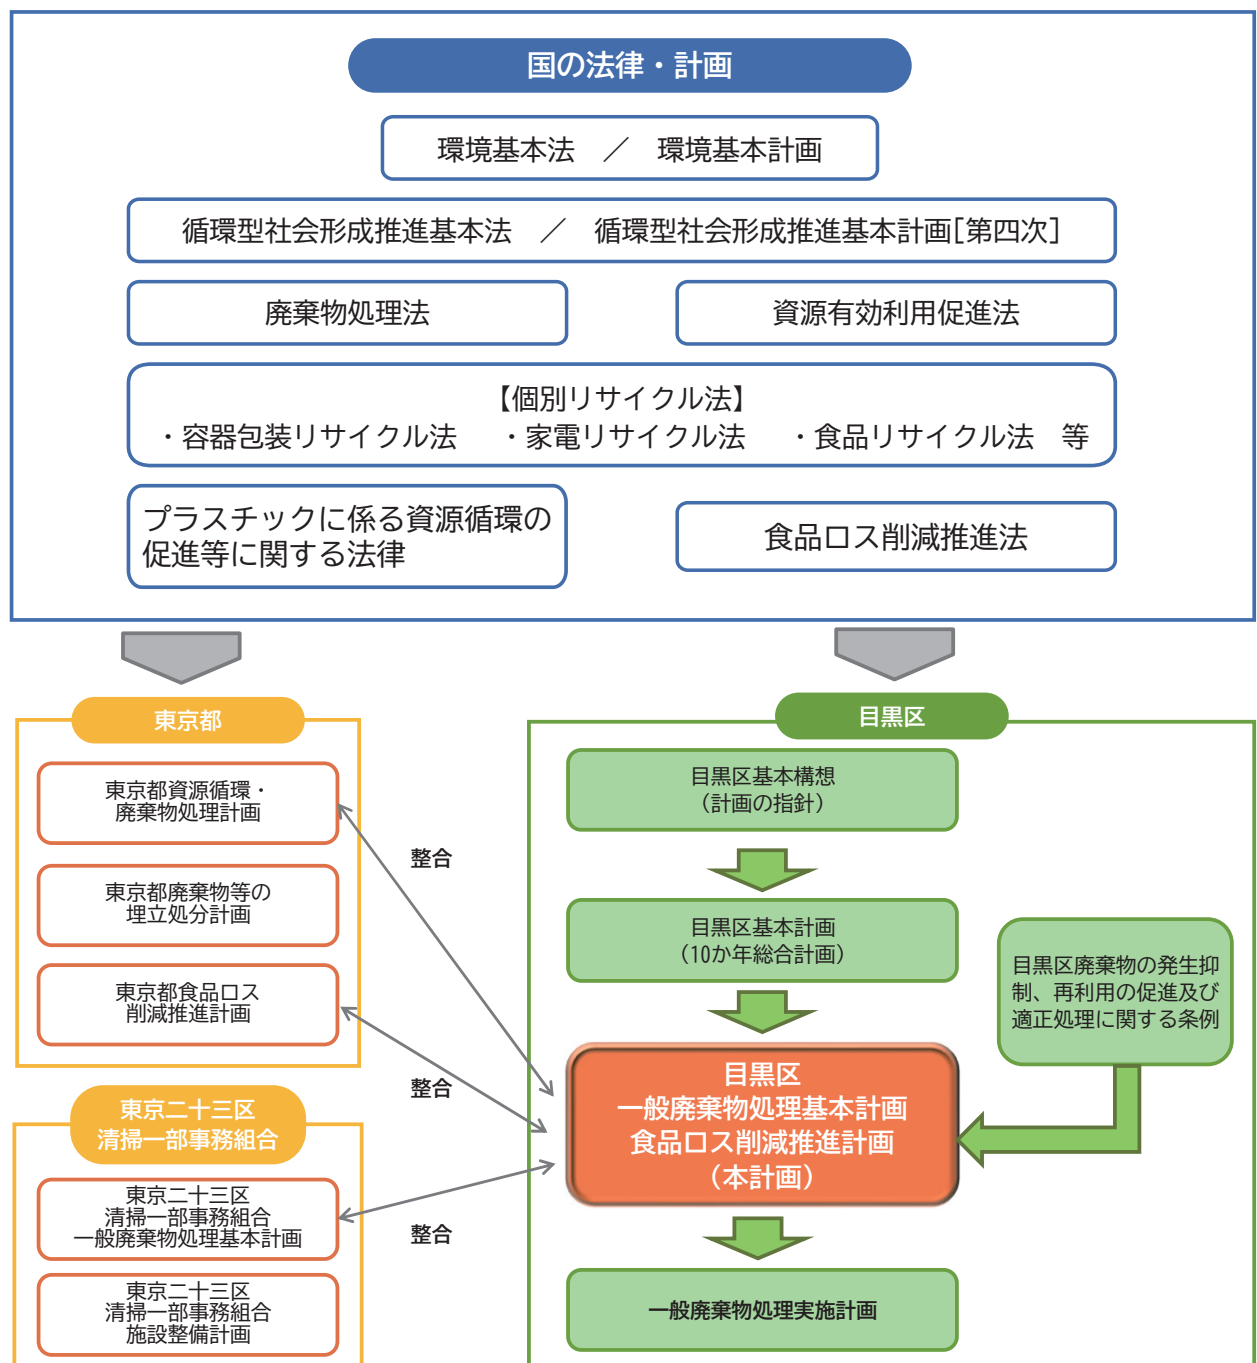 国の法律・計画
環境基本法　／　環境基本計画
循環型社会形成推進基本法　／　循環型社会形成推進基本計画[第四次]
廃棄物処理法
資源有効利用促進法
【個別リサイクル法】
・容器包装リサイクル法　・家電リサイクル法　・食品リサイクル法　等
プラスチックに係る資源循環の
促進等に関する法律
食品ロス削減推進法
東京都
東京都資源循環・
廃棄物処理計画
東京都廃棄物等の
埋立処分計画
東京都食品ロス
削減推進計画
東京二十三区
清掃一部事務組合
東京二十三区
清掃一部事務組合
一般廃棄物処理基本計画
東京二十三区
清掃一部事務組合
施設整備計画
整合
整合
整合
目黒区
目黒区基本構想
（計画の指針）
目黒区基本計画
（10か年総合計画）
目黒区廃棄物の発生抑
制、再利用の促進及び
適正処理に関する条例
目黒区
一般廃棄物処理基本計画
食品ロス削減推進計画
（本計画）
一般廃棄物処理実施計画